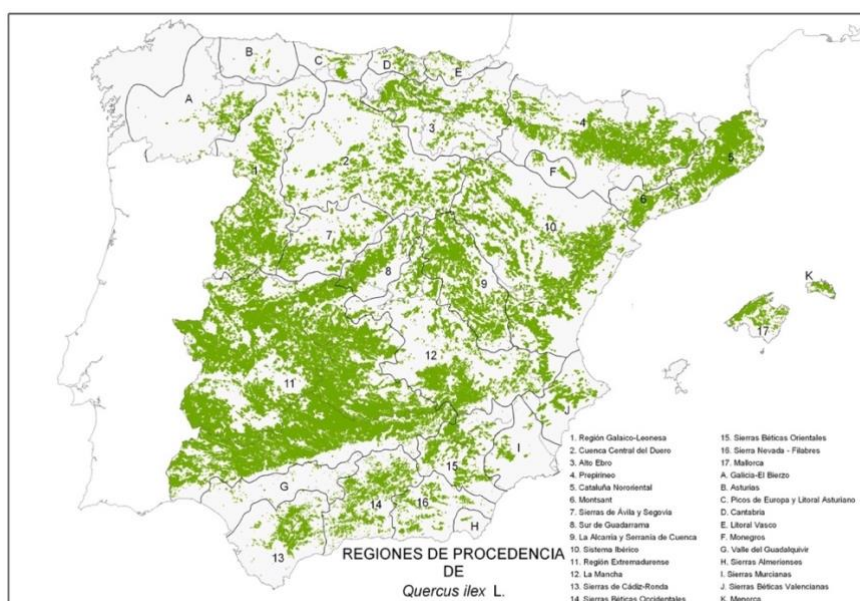 B
C
D
E
A
3
4
1
2
F
5
6
7
10
8
9
K
17
12
11
J
I
15
G
14
16
H
13
REGIONES DE PROCEDENCIA
DE
Quercus ilex L.
1. Región Galaico-Leonesa
2. Cuenca Central del Duero
3. Alto Ebro
4. Prepirineo
5. Cataluña Nororiental
6. Montsant
7. Sierras de Ávila y Segovia
8. Sur de Guadarrama
9. La Alcarria y Serranía de Cuenca
10. Sistema Ibérico
11. Región Extremadurense
12. La Mancha
13. Sierras de Cádiz-Ronda
14. Sierras Béticas Occidentales
15. Sierras Béticas Orientales
16. Sierra Nevada - Filabres
17. Mallorca
A. Galicia-El Bierzo
B. Asturias
C. Picos de Europa y Litoral Asturiano
D. Cantabria
E. Litoral Vasco
F. Monegros
G. Valle del Guadalquivir
H. Sierras Almerienses
I. Sierras Murcianas
J. Sierras Béticas Valencianas
K. Menorca